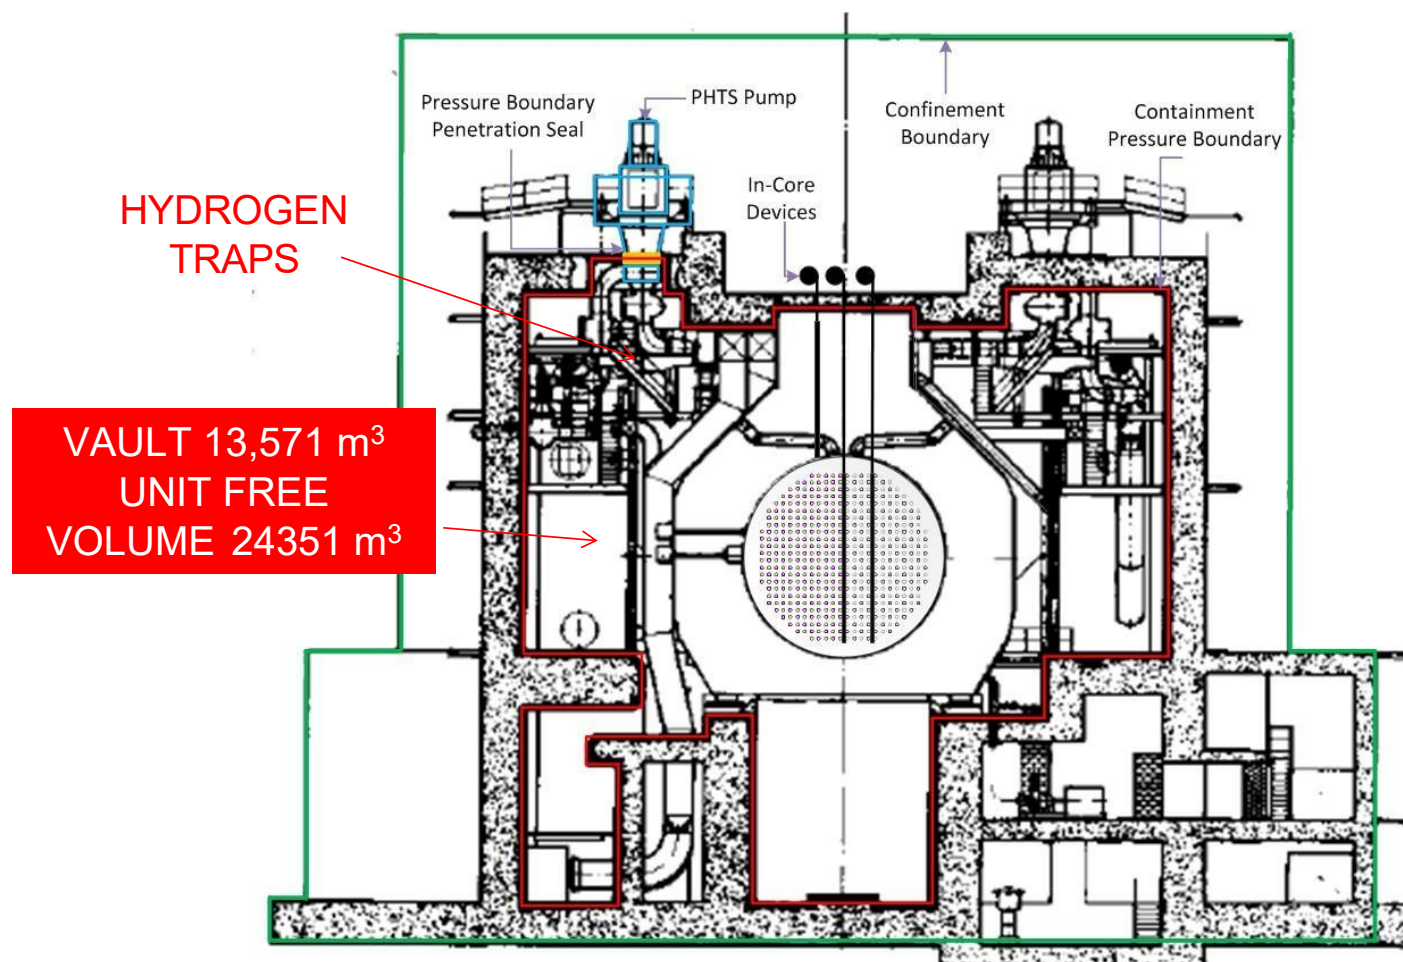 Pressure Boundary
Penetration Seal
PHTS Pump
Confinement
Boundary
Containment
Pressure Boundary
In-Core
Devices
HYDROGEN
TRAPS
VAULT 13,571 m³
UNIT FREE
VOLUME 24351 m³